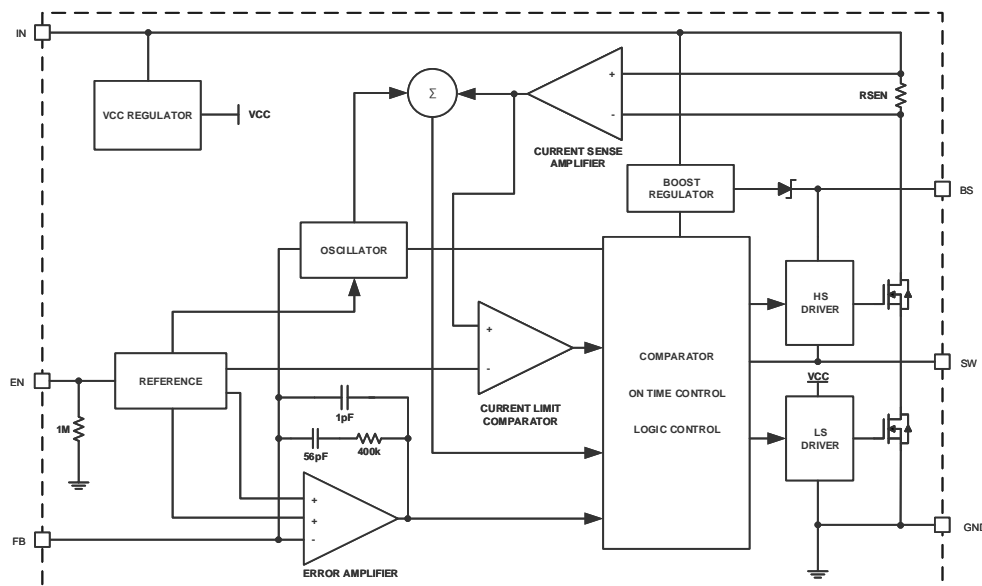 IN
VCC REGULATOR
VCC
Σ
+
-
RSEN
CURRENT SENSE
AMPLIFIER
BOOST
REGULATOR
BS
OSCILLATOR
HS
DRIVER
+
-
CURRENT LIMIT
COMPARATOR
COMPARATOR
ON TIME CONTROL
LOGIC CONTROL
SW
VCC
EN
REFERENCE
1M
1pF
56pF
400k
LS
DRIVER
+
+
-
ERROR AMPLIFIER
FB
GND